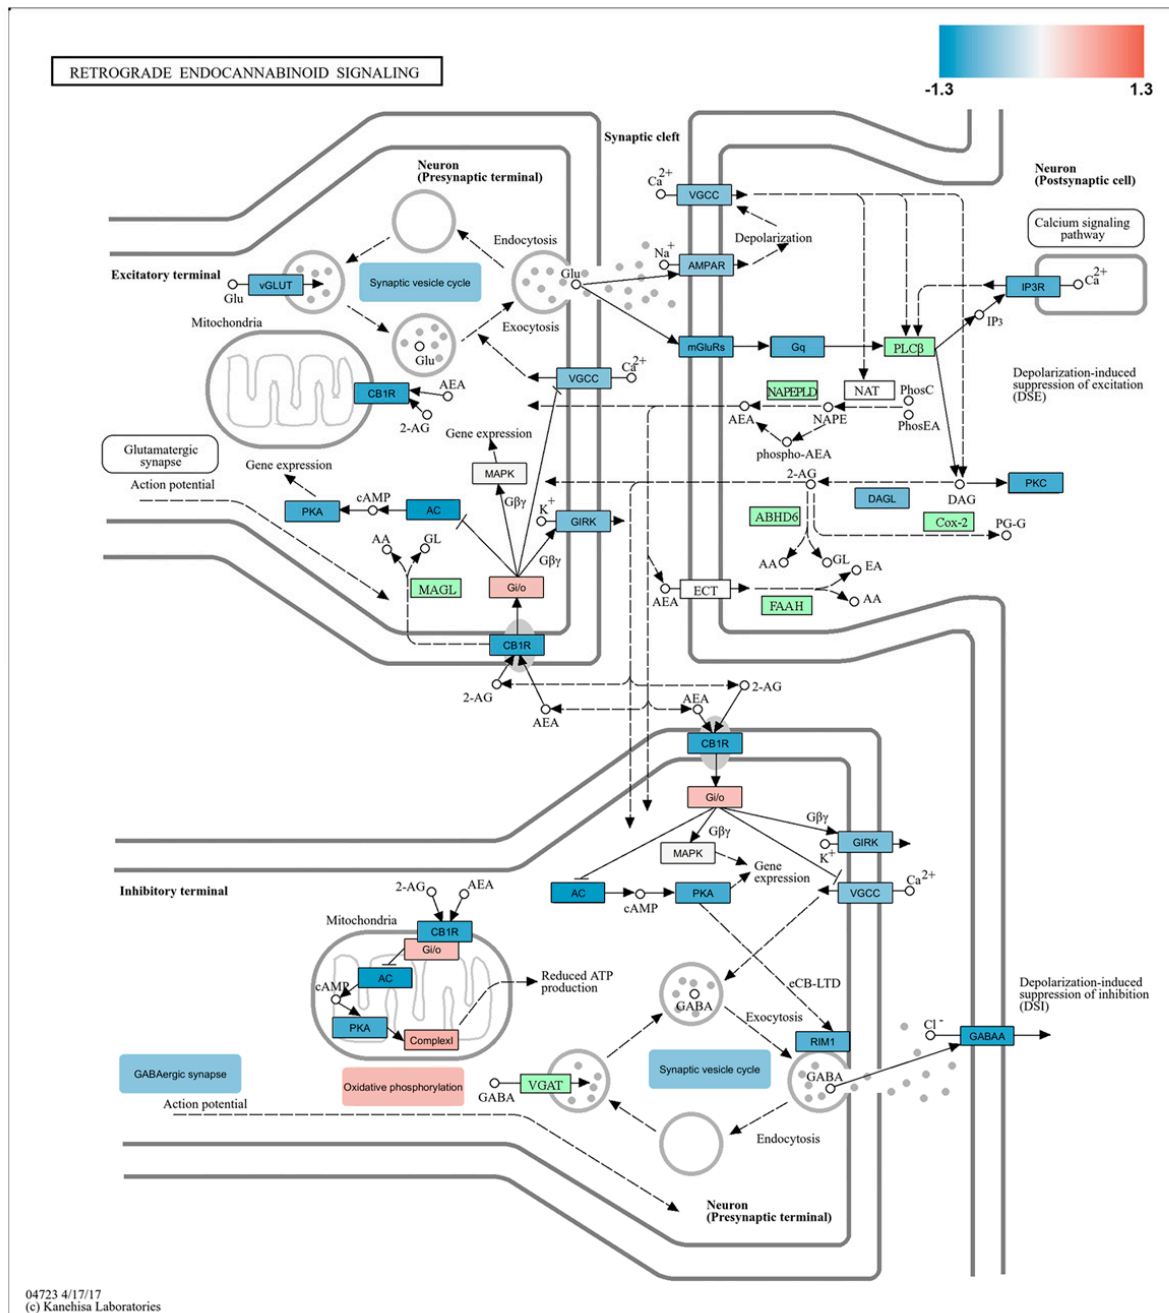 -1.3
1.3
RETROGRADE ENDOCANNABINOID SIGNALING
Synaptic cleft
Neuron
(Presynaptic terminal)
Neuron
(Postsynaptic cell)
Ca2+
VGCC
Calcium signaling
pathway
Endocytosis
Depolarization
Excitatory terminal
Na+
AMPAR
Glu
vGLUT
Glu
Synaptic vesicle cycle
IP3R
Ca2+
Mitochondria
Exocytosis
IP3
Glu
mGluRs
Gq
PLCβ
VGCC
Ca2+
Depolarization-induced
suppression of excitation
(DSE)
CB1R
AEA
2-AG
NAPEPLD
NAT
PhosC
PhosEA
AEA
NAPE
phospho-AEA
Gene expression
Glutamatergic
synapse
Gene expression
MAPK
2-AG
Action potential
cAMP
Gβγ
K+
PKA
AC
GIRK
DAGL
DAG
PKC
ABHD6
Cox-2
PG-G
AA
GL
Gβγ
AA
GL
EA
MAGL
Gi/o
AEA
ECT
FAAH
AA
CB1R
2-AG
AEA
AEA
2-AG
CB1R
Gi/o
Gβγ
Gβγ
MAPK
K+
GIRK
Gene
expression
Inhibitory terminal
2-AG
AEA
AC
cAMP
PKA
VGCC
Ca2+
Mitochondria
CB1R
Gi/o
AC
Reduced ATP
production
cAMP
PKA
ComplexI
GABA
eCB-LTD
Exocytosis
Depolarization-induced
suppression of inhibition
(DSI)
Cl-
GABAA
RIM1
GABAergic synapse
Oxidative phosphorylation
GABA
VGAT
Synaptic vesicle cycle
GABA
Action potential
Endocytosis
Neuron
(Presynaptic terminal)
04723 4/17/17
(c) Kanehisa Laboratories